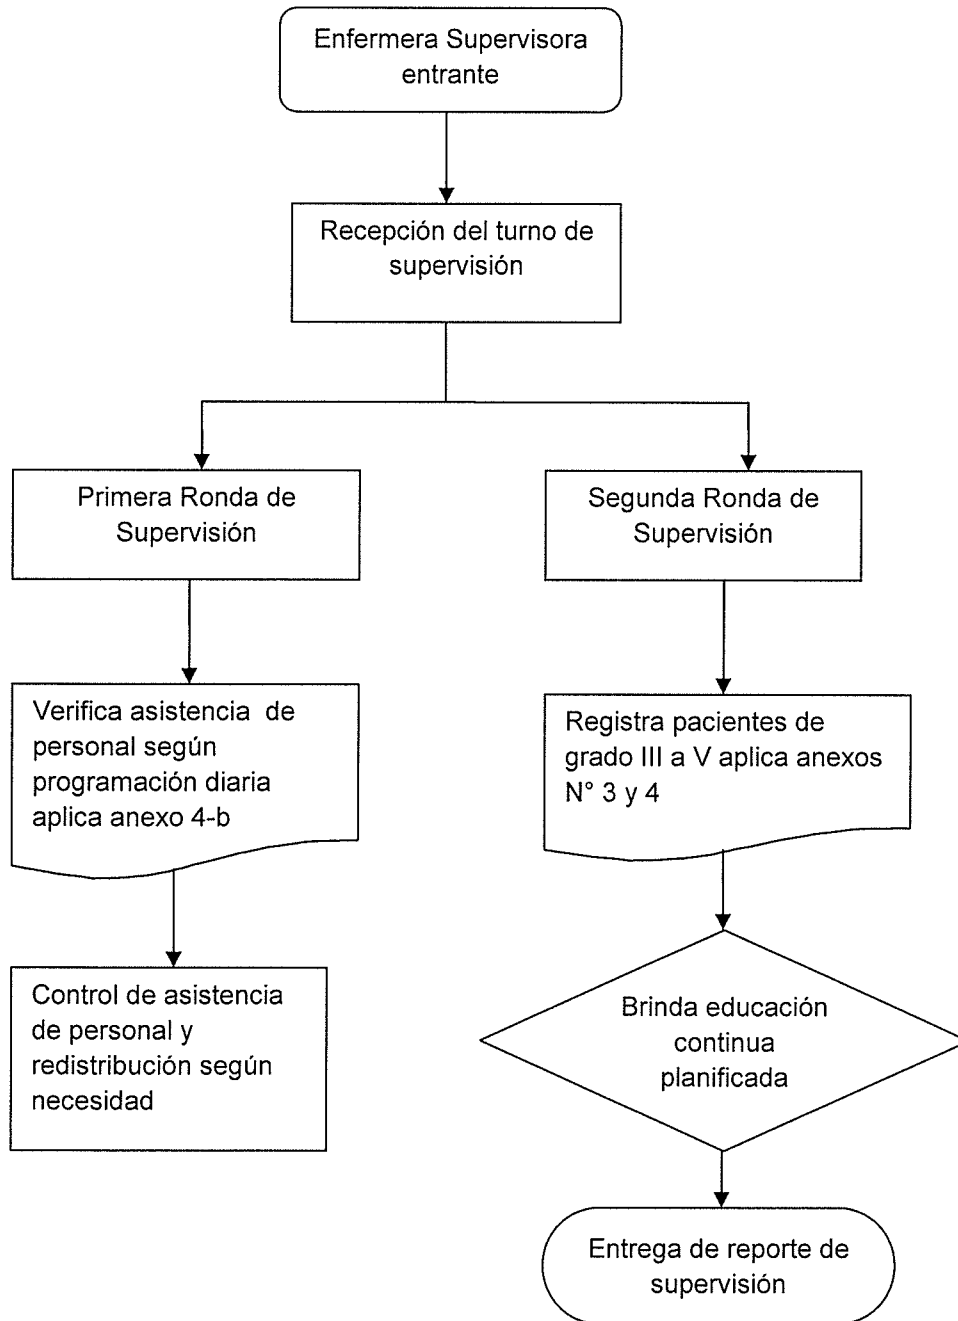 Enfermera Supervisora
entrante
Recepción del turno de
supervisión
Primera Ronda de
Supervisión
Segunda Ronda de
Supervisión
Verifica asistencia de
personal según
programación diaria
aplica anexo 4-b
Registra pacientes de
grado III a V aplica anexos
N° 3 y 4
Control de asistencia
de personal y
redistribución según
necesidad
Brinda educación
continua
planificada
Entrega de reporte de
supervisión